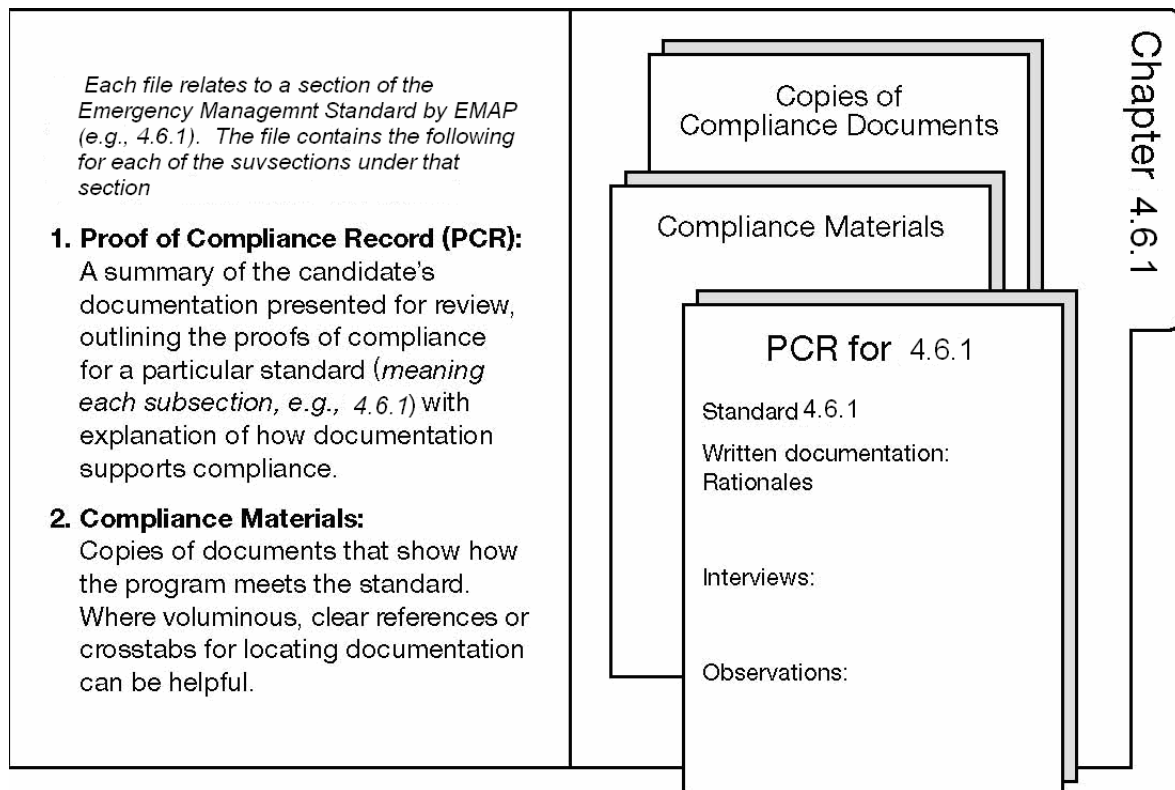 Each file relates to a section of the
Emergency Managemnt Standard by EMAP
(e.g., 4.6.1).  The file contains the following
for each of the suvsections under that
section
1. Proof of Compliance Record (PCR):
A summary of the candidate's
documentation presented for review,
outlining the proofs of compliance
for a particular standard (meaning
each subsection, e.g., 4.6.1) with
explanation of how documentation
supports compliance.
2. Compliance Materials:
Copies of documents that show how
the program meets the standard.
Where voluminous, clear references or
crosstabs for locating documentation
can be helpful.
Copies of
Compliance Documents
Compliance Materials
PCR for 4.6.1
Standard 4.6.1
Written documentation:
Rationales
Interviews:
Observations:
Chapter 4.6.1